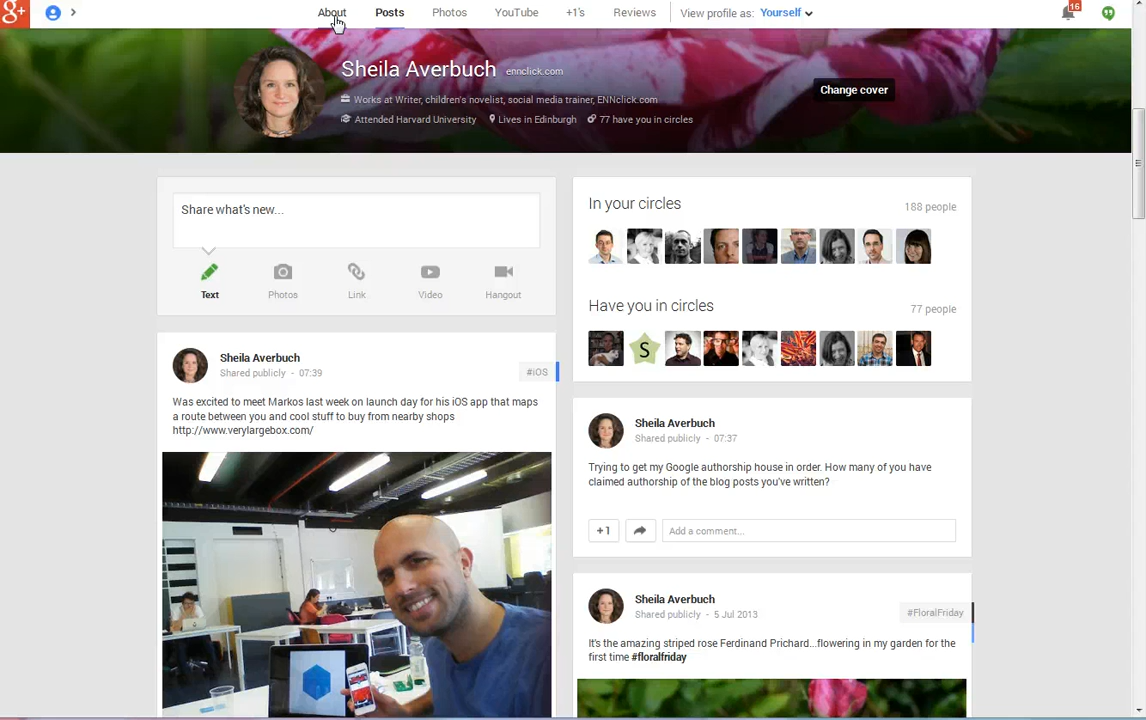 g+
About Posts Photos YouTube +1's Reviews View profile as: Yourself 16
Sheila Averbuch ennclick.com
Works at Writer, children's novelist, social media trainer, ENNclick.com
Change cover
Attended Harvard University Lives in Edinburgh 77 have you in circles
Share what's new...
Text Photos Link Video Hangout
In your circles 188 people
Have you in circles 77 people
S
Sheila Averbuch
Shared publicly - 07:39 #iOS
Was excited to meet Markos last week on launch day for his iOS app that maps
a route between you and cool stuff to buy from nearby shops
http://www.verylargebox.com/
Sheila Averbuch
Shared publicly - 07:37
Trying to get my Google authorship house in order. How many of you have
claimed authorship of the blog posts you've written?
+1 Add a comment...
Sheila Averbuch
Shared publicly - 5 Jul 2013 #FloralFriday
It's the amazing striped rose Ferdinand Prichard...flowering in my garden for the
first time #floralfriday